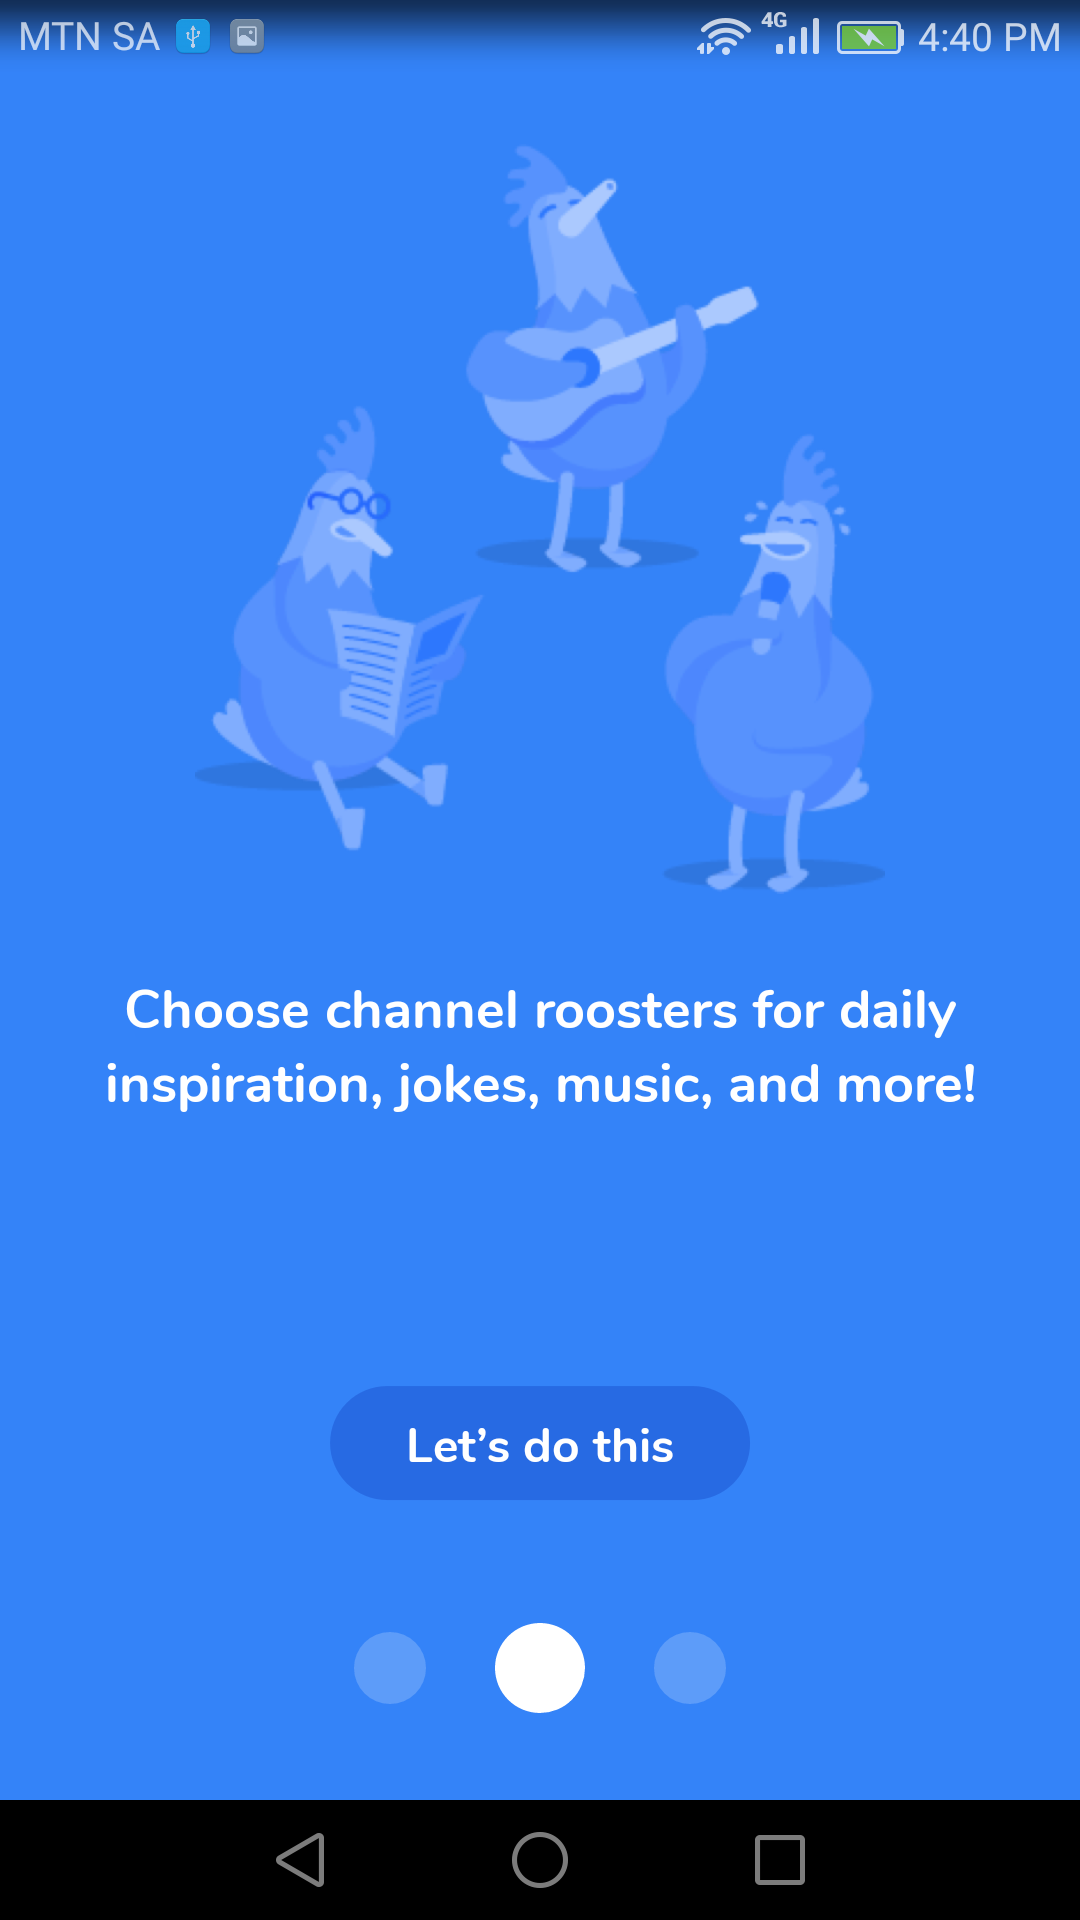 MTN SA 4G 4:40 PM
Choose channel roosters for daily
inspiration, jokes, music, and more!
Let’s do this